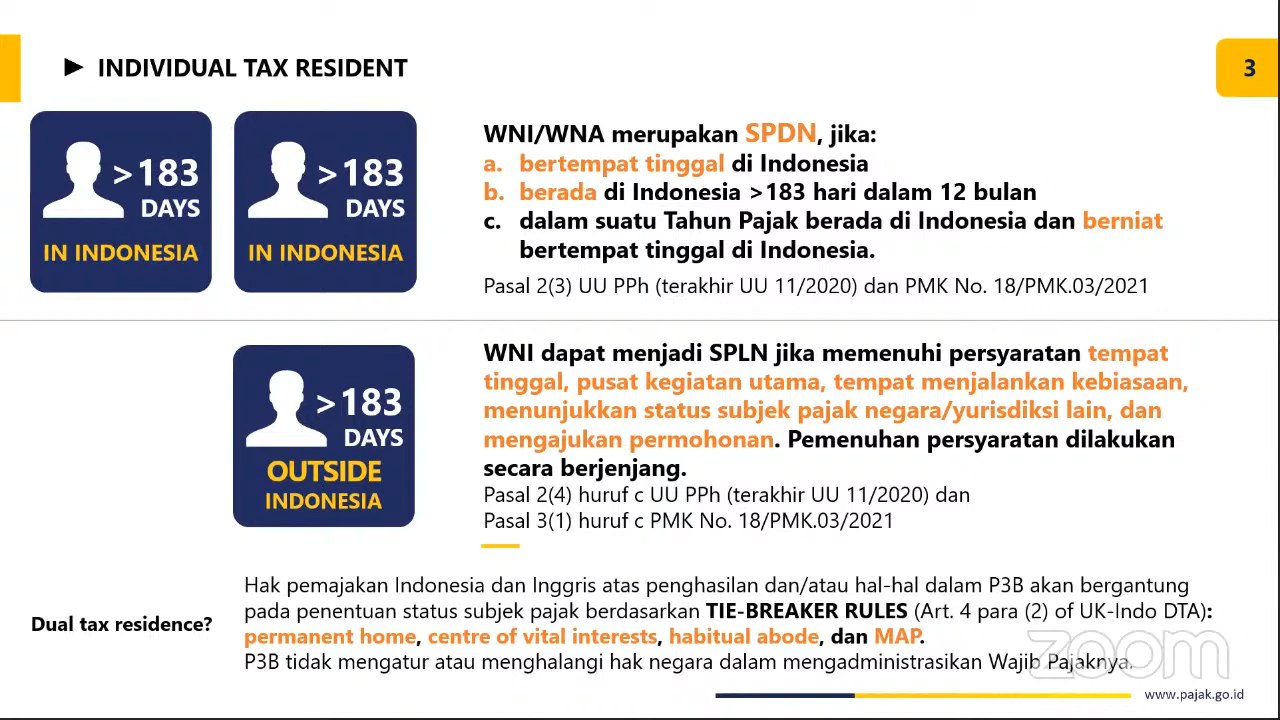 ► INDIVIDUAL TAX RESIDENT
3
>183
DAYS
IN INDONESIA
>183
DAYS
IN INDONESIA
WNI/WNA merupakan SPDN, jika:
a. bertempat tinggal di Indonesia
b. berada di Indonesia >183 hari dalam 12 bulan
c. dalam suatu Tahun Pajak berada di Indonesia dan berniat
bertempat tinggal di Indonesia.
Pasal 2(3) UU PPh (terakhir UU 11/2020) dan PMK No. 18/PMK.03/2021
>183
DAYS
OUTSIDE
INDONESIA
WNI dapat menjadi SPLN jika memenuhi persyaratan tempat
tinggal, pusat kegiatan utama, tempat menjalankan kebiasaan,
menunjukkan status subjek pajak negara/yurisdiksi lain, dan
mengajukan permohonan. Pemenuhan persyaratan dilakukan
secara berjenjang.
Pasal 2(4) huruf c UU PPh (terakhir UU 11/2020) dan
Pasal 3(1) huruf c PMK No. 18/PMK.03/2021
Dual tax residence?
Hak pemajakan Indonesia dan Inggris atas penghasilan dan/atau hal-hal dalam P3B akan bergantung
pada penentuan status subjek pajak berdasarkan TIE-BREAKER RULES (Art. 4 para (2) of UK-Indo DTA):
permanent home, centre of vital interests, habitual abode, dan MAP.
P3B tidak mengatur atau menghalangi hak negara dalam mengadministrasikan Wajib Pajaknya.
zoom
www.pajak.go.id